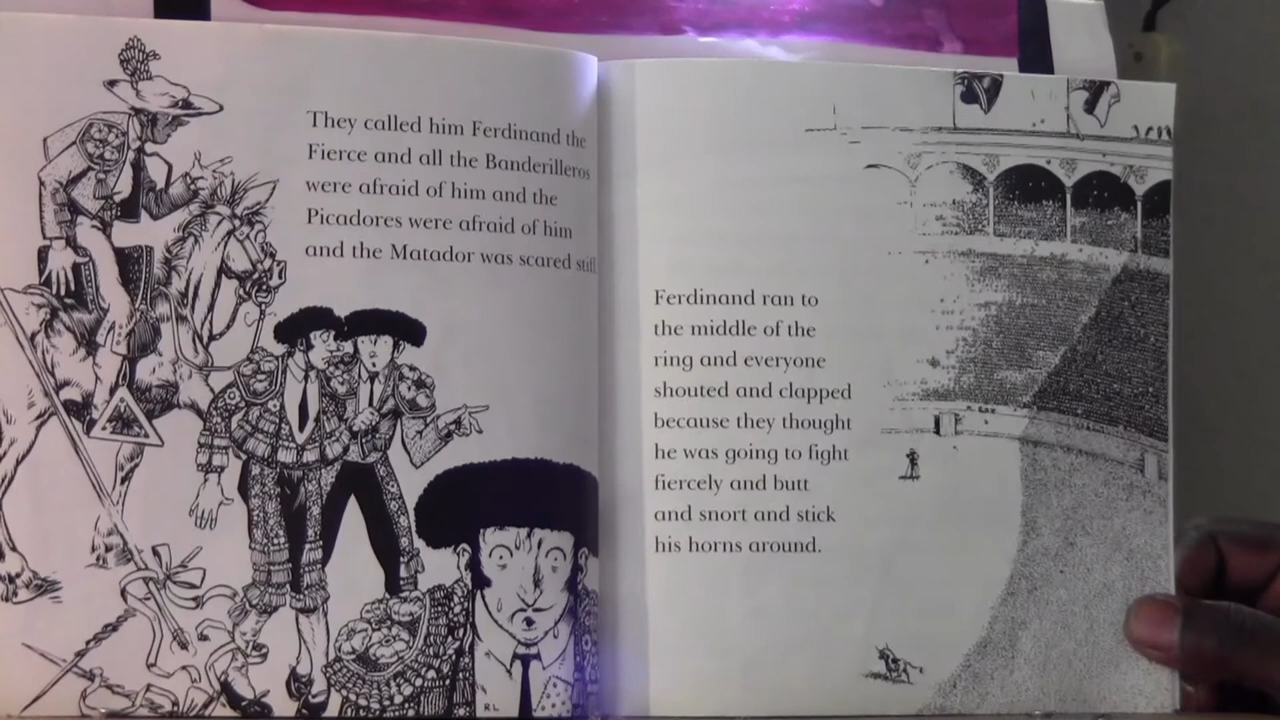 They called him Ferdinand the
Fierce and all the Banderilleros
were afraid of him and the
Picadores were afraid of him
and the Matador was scared stiff.
RL
Ferdinand ran to
the middle of the
ring and everyone
shouted and clapped
because they thought
he was going to fight
fiercely and butt
and snort and stick
his horns around.